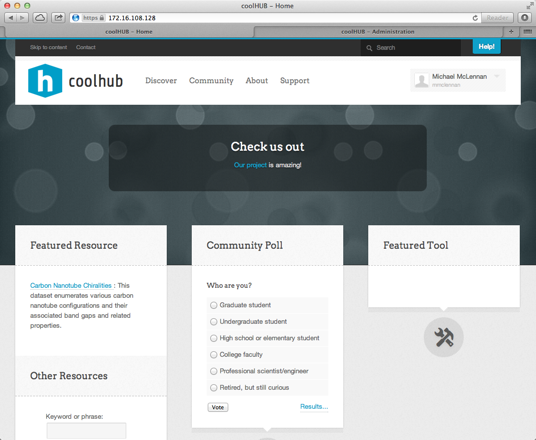 coolHUB – Home
https 172.16.108.128
Reader
coolHUB – Home
coolHUB – Administration
Skip to content
Contact
Search
Help!
h coolhub
Discover
Community
About
Support
Michael McLennan
mmclennan
Check us out
Our project is amazing!
Featured Resource
Carbon Nanotube Chiralities : This
dataset enumerates various carbon
nanotube configurations and their
associated band gaps and related
properties.
Other Resources
Keyword or phrase:
Community Poll
Who are you?
Graduate student
Undergraduate student
High school or elementary student
College faculty
Professional scientist/engineer
Retired, but still curious
Vote
Results...
Featured Tool